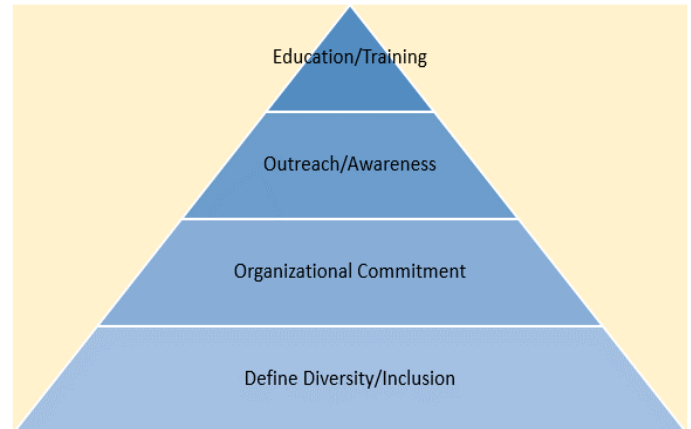 Education/Training
Outreach/Awareness
Organizational Commitment
Define Diversity/Inclusion